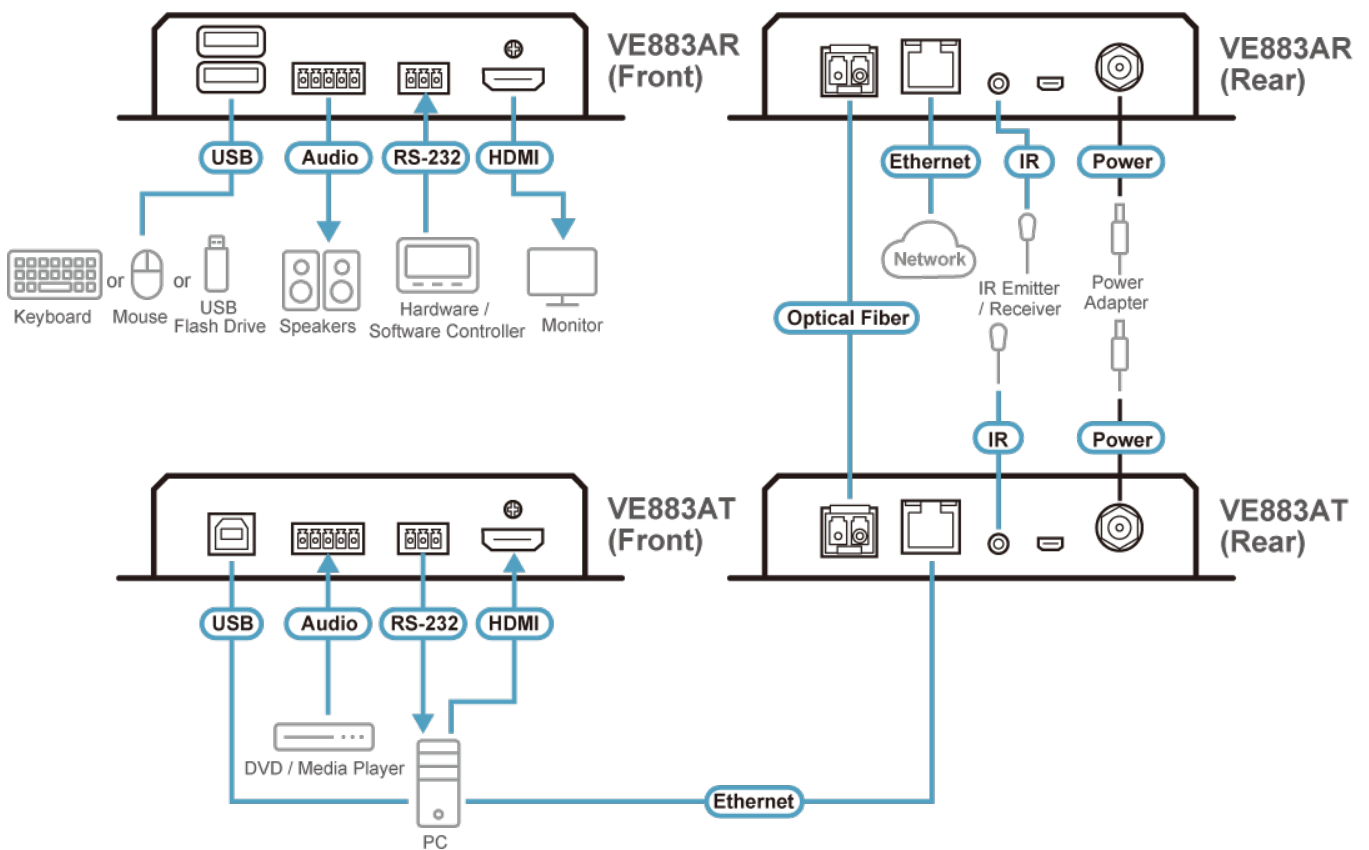 VE883AR
(Front)
USB
Audio
RS-232
HDMI
Keyboard
or
Mouse
or
USB
Flash Drive
Speakers
Hardware /
Software Controller
Monitor
VE883AR
(Rear)
Ethernet
IR
Power
Network
IR Emitter
/ Receiver
Power
Adapter
Optical Fiber
IR
Power
VE883AT
(Front)
USB
Audio
RS-232
HDMI
DVD / Media Player
PC
VE883AT
(Rear)
Ethernet